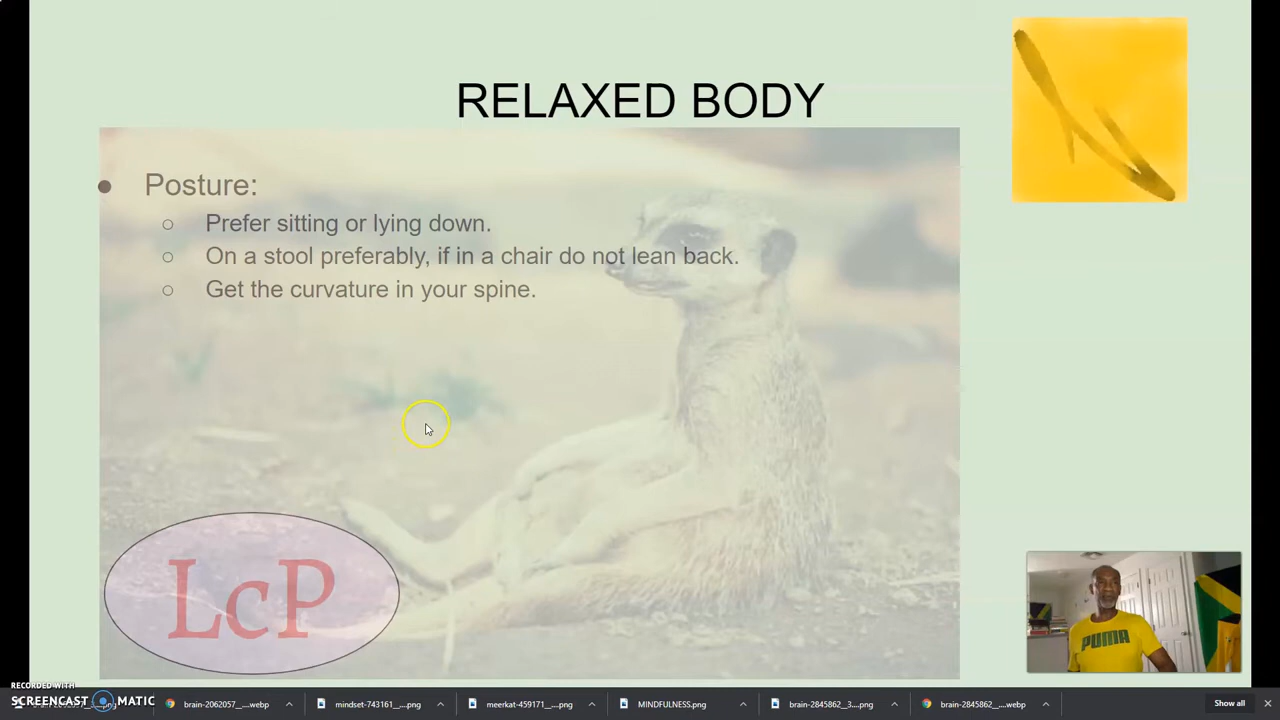 RELAXED BODY
● Posture:
○ Prefer sitting or lying down.
○ On a stool preferably, if in a chair do not lean back.
○ Get the curvature in your spine.
LcP
PUMA
RECORDED WITH
SCREENCAST MATIC
brain-2062057_....webp
mindset-743161_....png
meerkat-459171_....png
MINDFULNESS.png
brain-2845862__3....png
brain-2845862_....webp
Show all